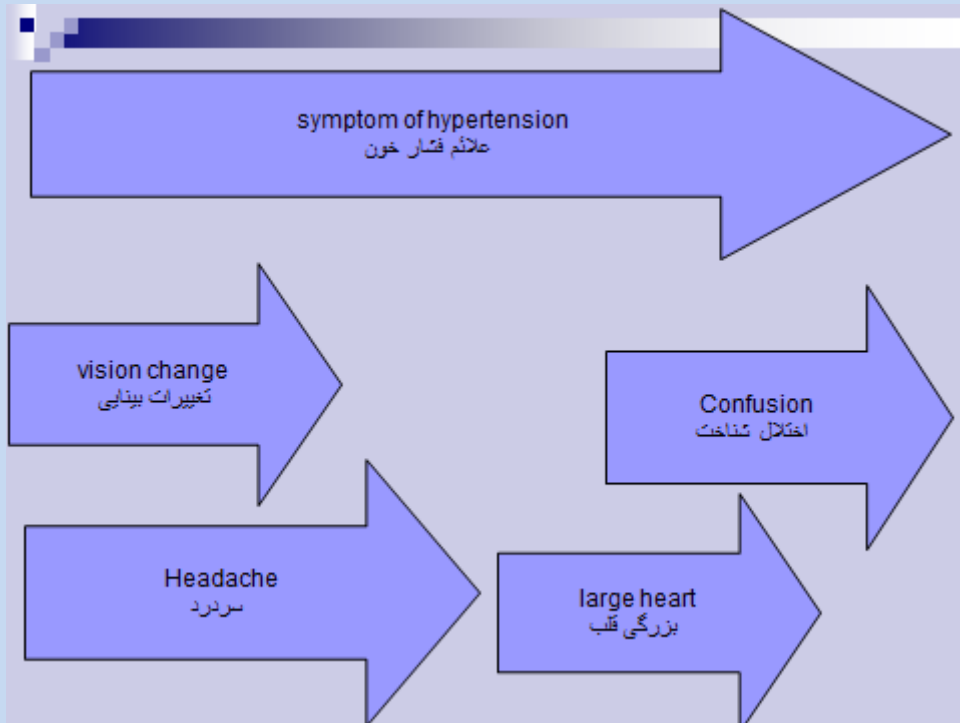 symptom of hypertension
علائم فشار خون
vision change
تغییرات بینایی
Confusion
اختلال شناخت
Headache
سردرد
large heart
بزرگی قلب